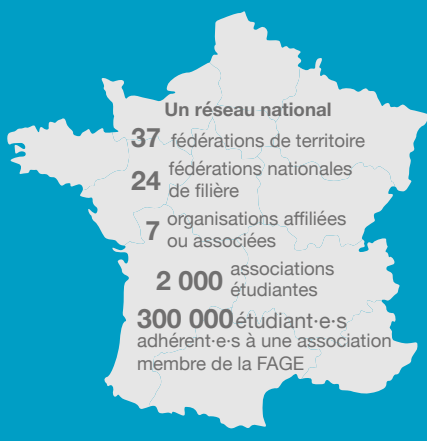 Un réseau national
37 fédérations de territoire
24 fédérations nationales
de filière
7 organisations affiliées
ou associées
2 000 associations
étudiantes
300 000 étudiant·e·s
adhérent·e·s à une association
membre de la FAGE